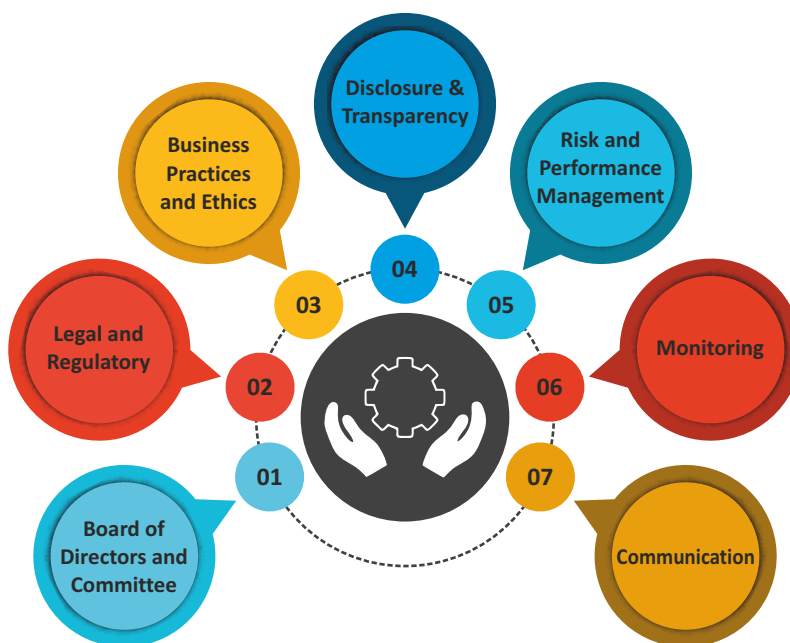 01
Board of
Directors and
Committee
02
Legal and
Regulatory
03
Business
Practices
and Ethics
04
Disclosure &
Transparency
05
Risk and
Performance
Management
06
Monitoring
07
Communication